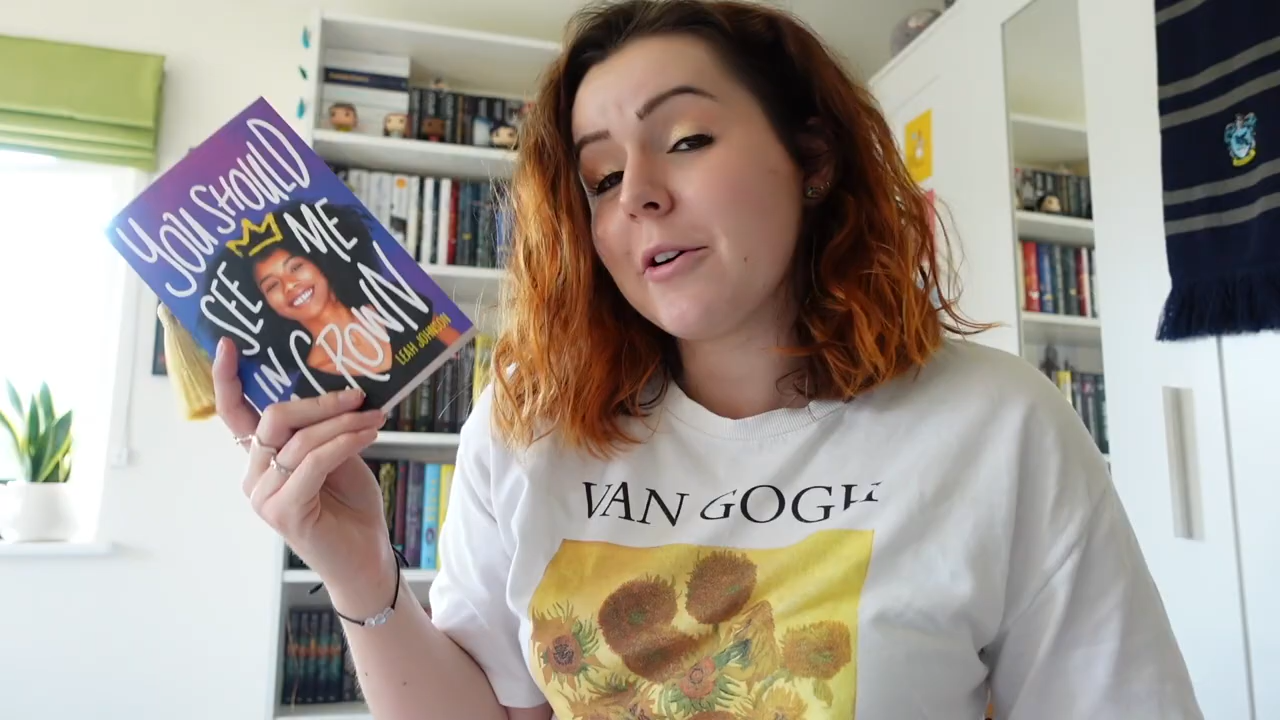 YOU SHOULD
SEE ME
IN A CROWN
LEAH JOHNSON
VAN GOGH